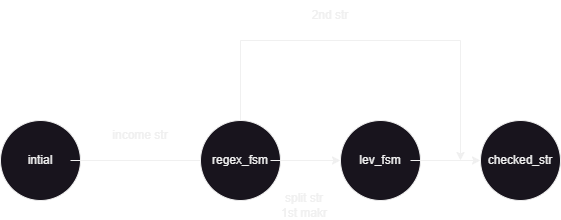 2nd str
income str
intial
regex_fsm
lev_fsm
checked_str
split str
1st makr